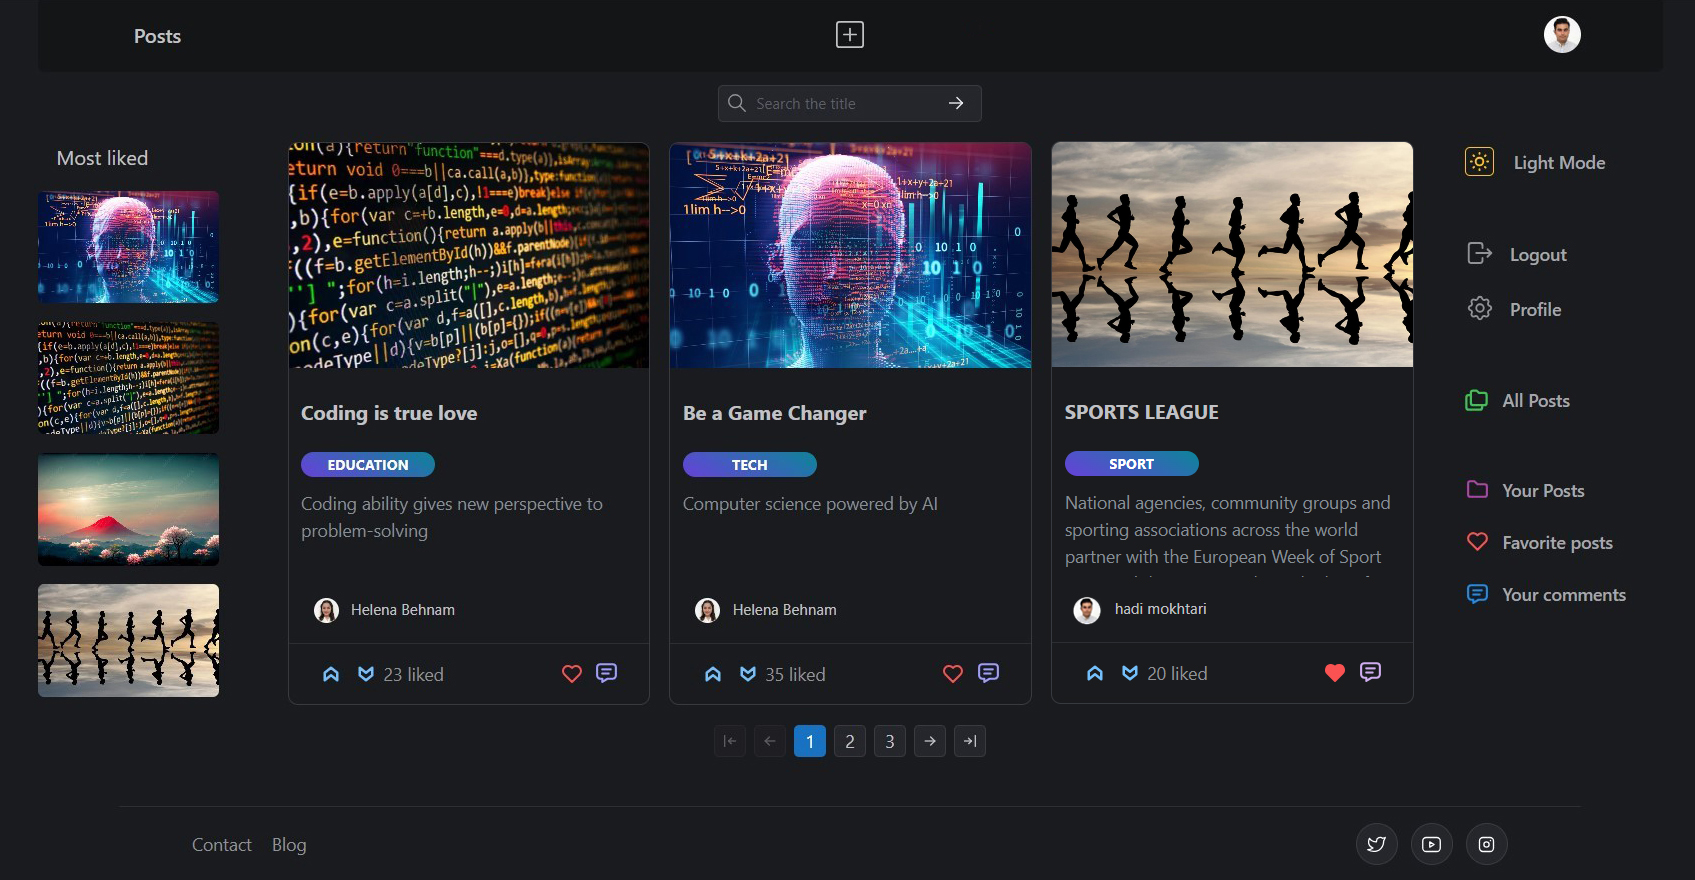 Posts
Search the title
Most liked
Light Mode
Logout
Profile
All Posts
Your Posts
Favorite posts
Your comments
Coding is true love
EDUCATION
Coding ability gives new perspective to
problem-solving
Helena Behnam
23 liked
Be a Game Changer
TECH
Computer science powered by AI
Helena Behnam
35 liked
SPORTS LEAGUE
SPORT
National agencies, community groups and
sporting associations across the world
partner with the European Week of Sport
hadi mokhtari
20 liked
1 2 3
Contact Blog